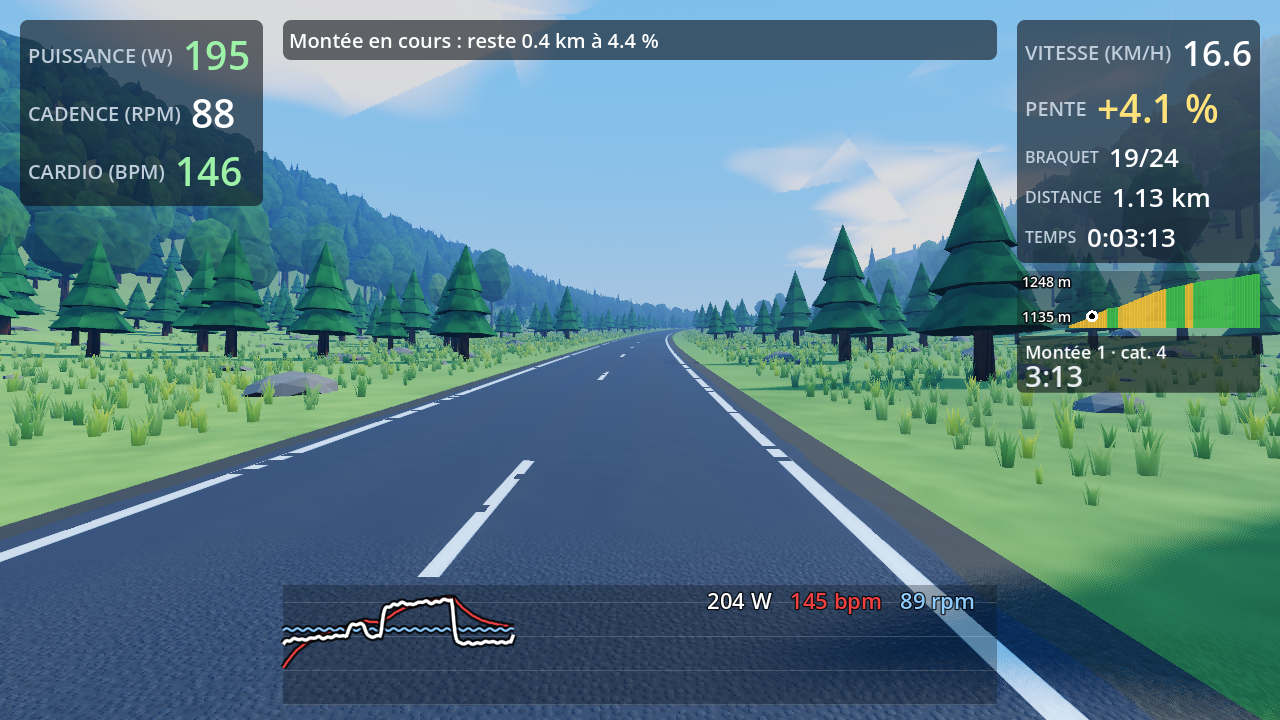 PUISSANCE (W) 195
CADENCE (RPM) 88
CARDIO (BPM) 146
Montée en cours : reste 0.4 km à 4.4 %
VITESSE (KM/H) 16.6
PENTE +4.1 %
BRAQUET 19/24
DISTANCE 1.13 km
TEMPS 0:03:13
1248 m
1135 m
Montée 1 · cat. 4
3:13
204 W 145 bpm 89 rpm